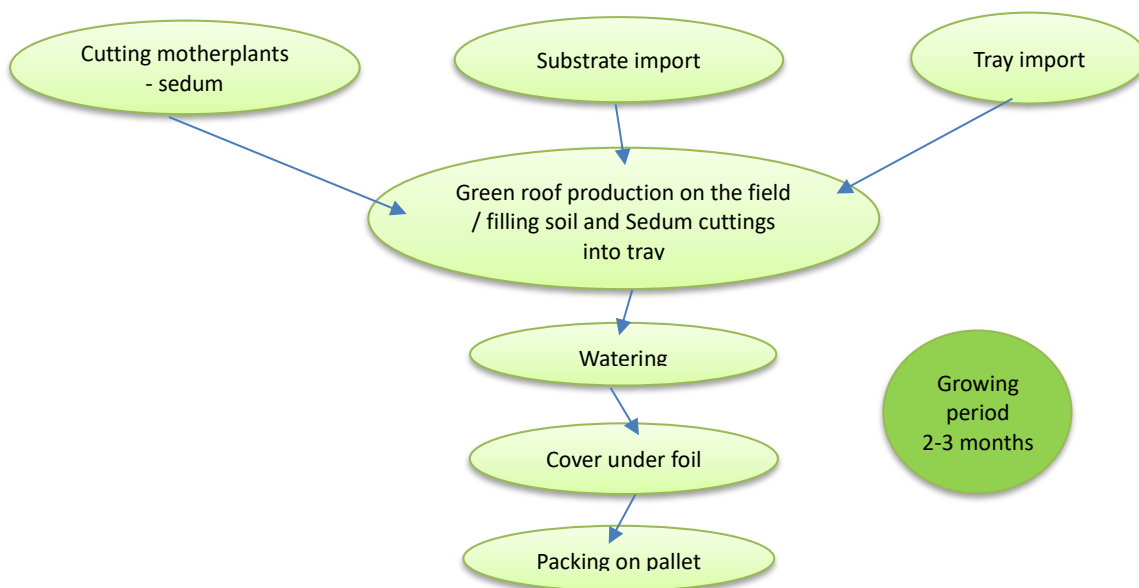 Cutting motherplants
- sedum
Substrate import
Tray import
Green roof production on the field
/ filling soil and Sedum cuttings
into tray
Watering
Growing
period
2-3 months
Cover under foil
Packing on pallet